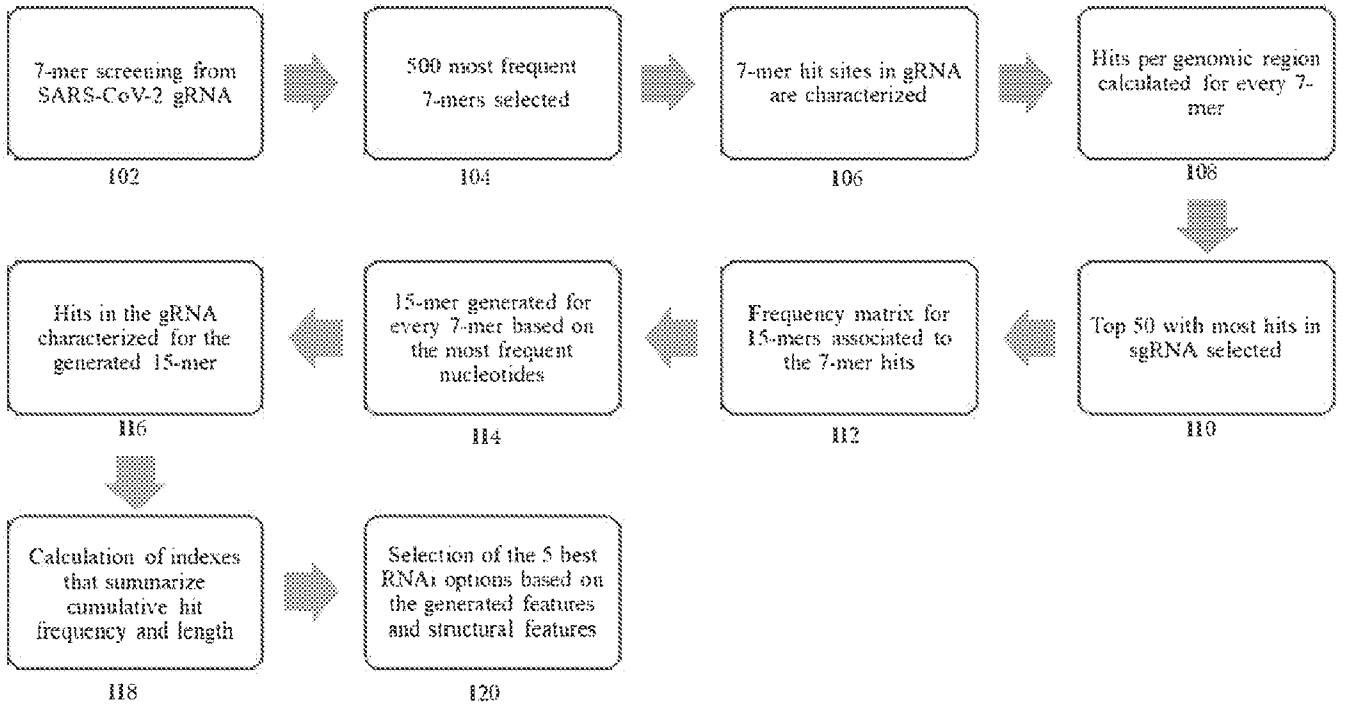 7-mer screening from
SARS-CoV-2 gRNA
102
500 most frequent
7-mers selected
104
7-mer hit sites in gRNA
are characterized
106
Hits per genomic region
calculated for every 7-
mer
108
Top 50 with most hits in
sgRNA selected
110
Frequency matrix for
15-mers associated to
the 7-mer hits
112
15-mer generated for
every 7-mer based on
the most frequent
nucleotides
114
Hits in the gRNA
characterized for the
generated 15-mer
116
Calculation of indexes
that summarize
cumulative hit
frequency and length
118
Selection of the 5 best
RNAi options based on
the generated features
and structural features
120